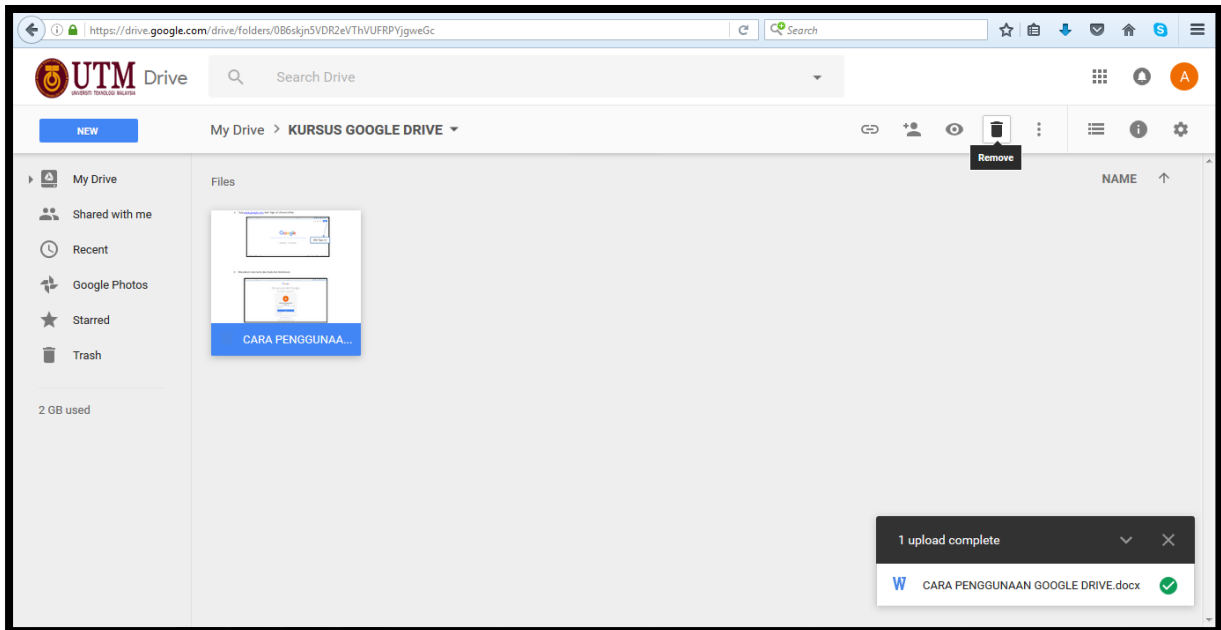 https://drive.google.com/drive/folders/0B6skjn5VDR2eVThVUFRPYjgweGc
Search
UTM Drive
UNIVERSITI TEKNOLOGI MALAYSIA
Search Drive
A
NEW
My Drive > KURSUS GOOGLE DRIVE
Remove
My Drive
Shared with me
Recent
Google Photos
Starred
Trash
2 GB used
Files
NAME
Google
CARA PENGGUNAA...
1 upload complete
W CARA PENGGUNAAN GOOGLE DRIVE.docx